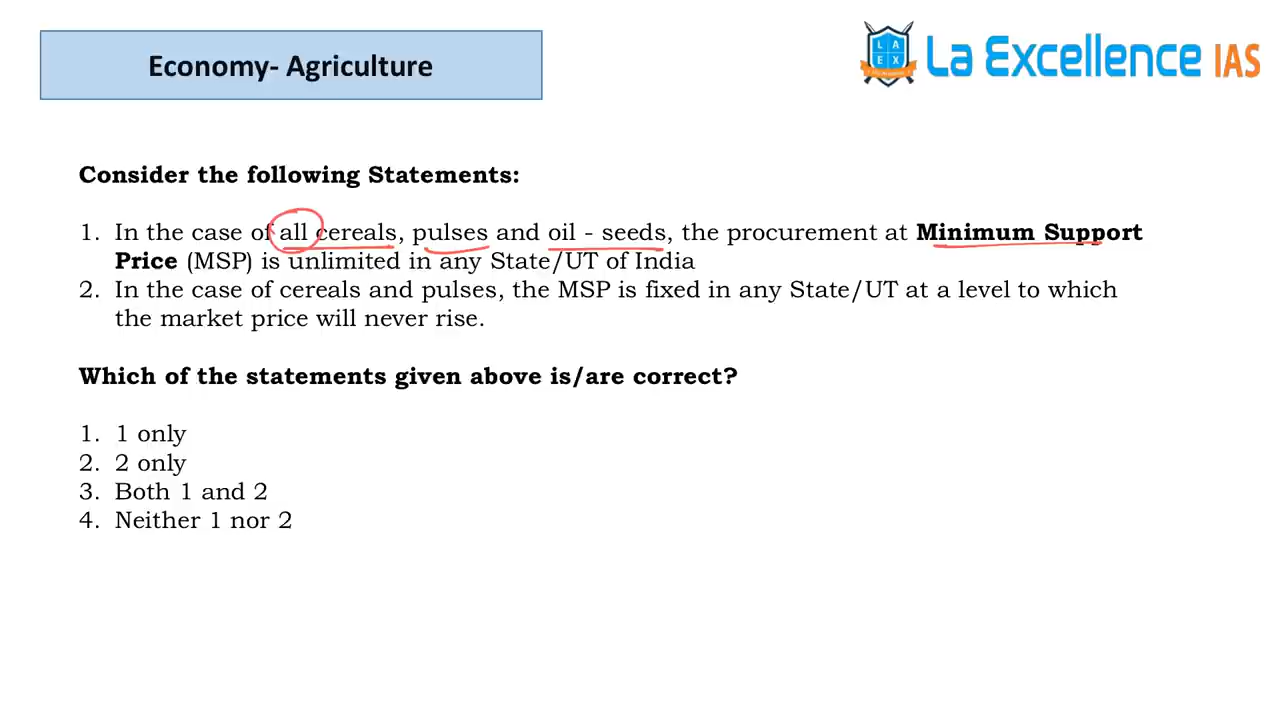 Economy- Agriculture
LA
EX
La Excellence IAS
Consider the following Statements:
1. In the case of all cereals, pulses and oil - seeds, the procurement at Minimum Support
Price (MSP) is unlimited in any State/UT of India
2. In the case of cereals and pulses, the MSP is fixed in any State/UT at a level to which
the market price will never rise.
Which of the statements given above is/are correct?
1. 1 only
2. 2 only
3. Both 1 and 2
4. Neither 1 nor 2